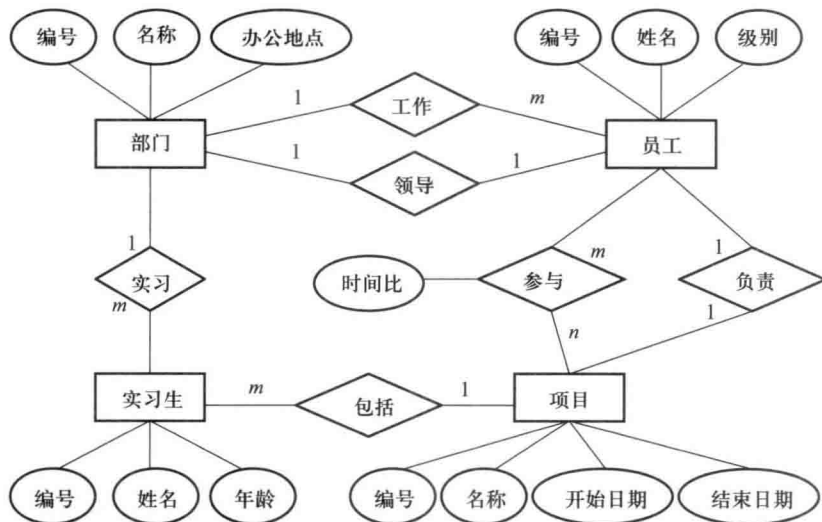 编号 名称 办公地点 编号 姓名 级别
1 工作 m
部门 员工
1 领导 1
1 m 1
实习 时间比 参与 负责
m n 1
实习生 m 包括 1 项目
编号 姓名 年龄 编号 名称 开始日期 结束日期